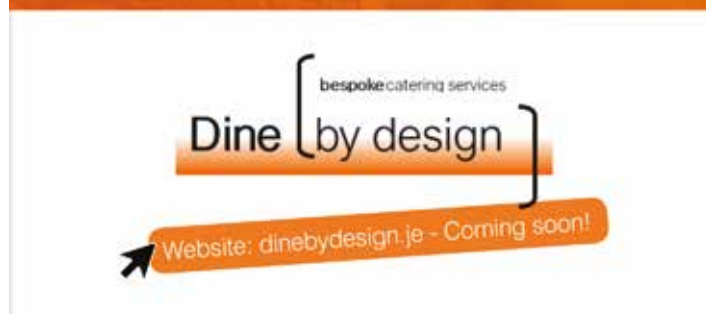 bespoke catering services
Dine by design
Website: dinebydesign.je - Coming soon!